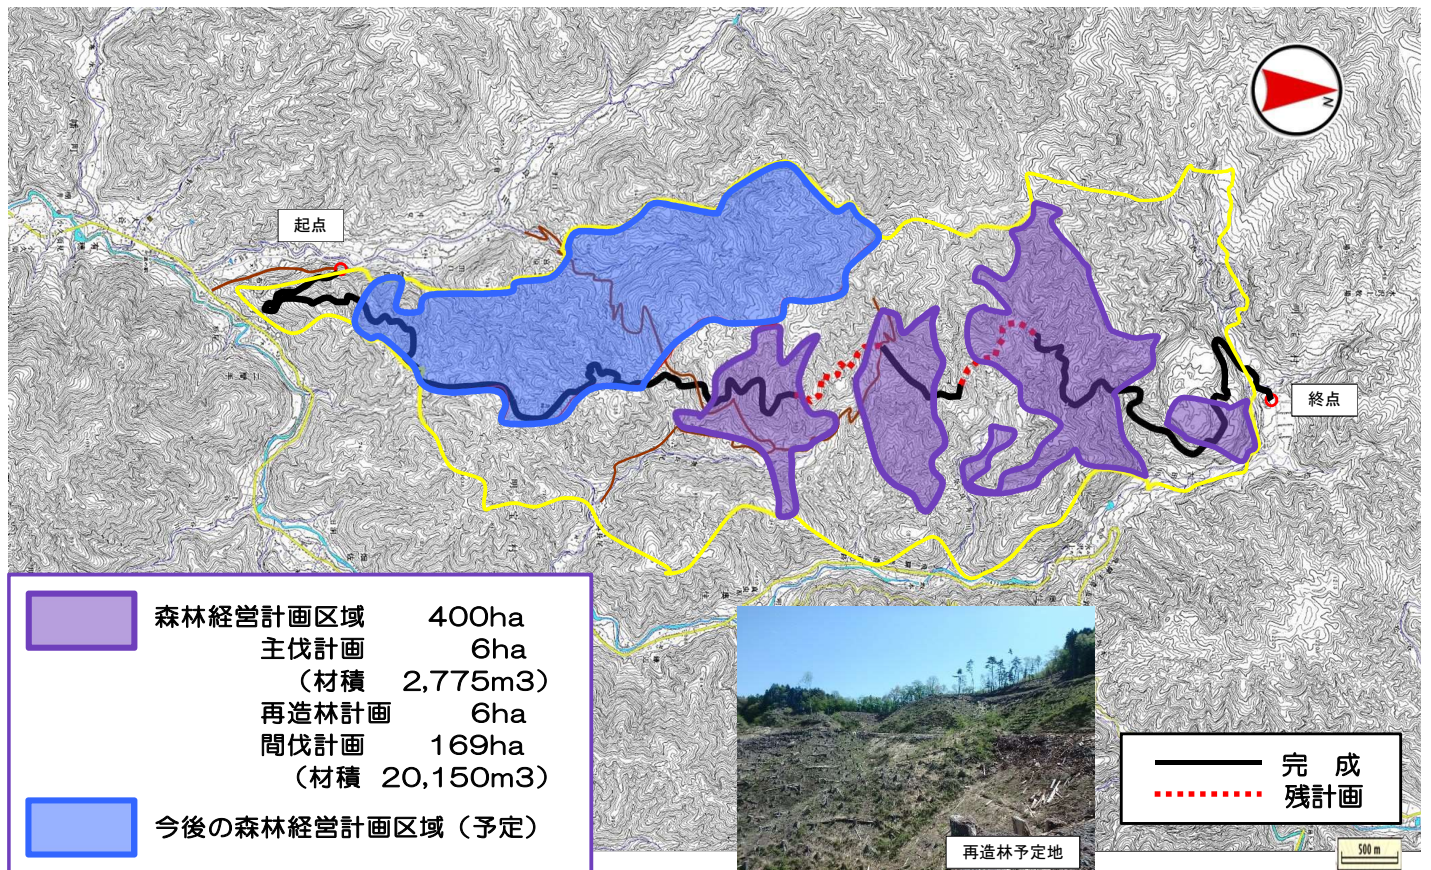 起点
終点
N
森林経営計画区域 400ha
主伐計画 6ha
(材積 2,775m3)
再造林計画 6ha
間伐計画 169ha
(材積 20,150m3)
今後の森林経営計画区域（予定）
再造林予定地
完 成
残計画
500 m